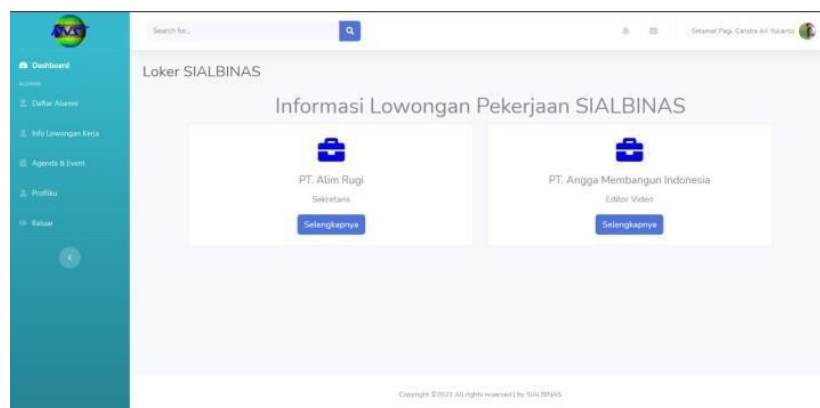 Search for...
Selamat Pagi, Candra Ari Yulianto
Dashboard
ALUMNI
Daftar Alumni
Info Lowongan Kerja
Agenda & Event
Profilku
Keluar
Loker SIALBINAS
Informasi Lowongan Pekerjaan SIALBINAS
PT. Alim Rugi
Sekretaris
Selengkapnya
PT. Angga Membangun Indonesia
Editor Video
Selengkapnya
Copyright ©2021 All rights reserved | by SIALBINAS